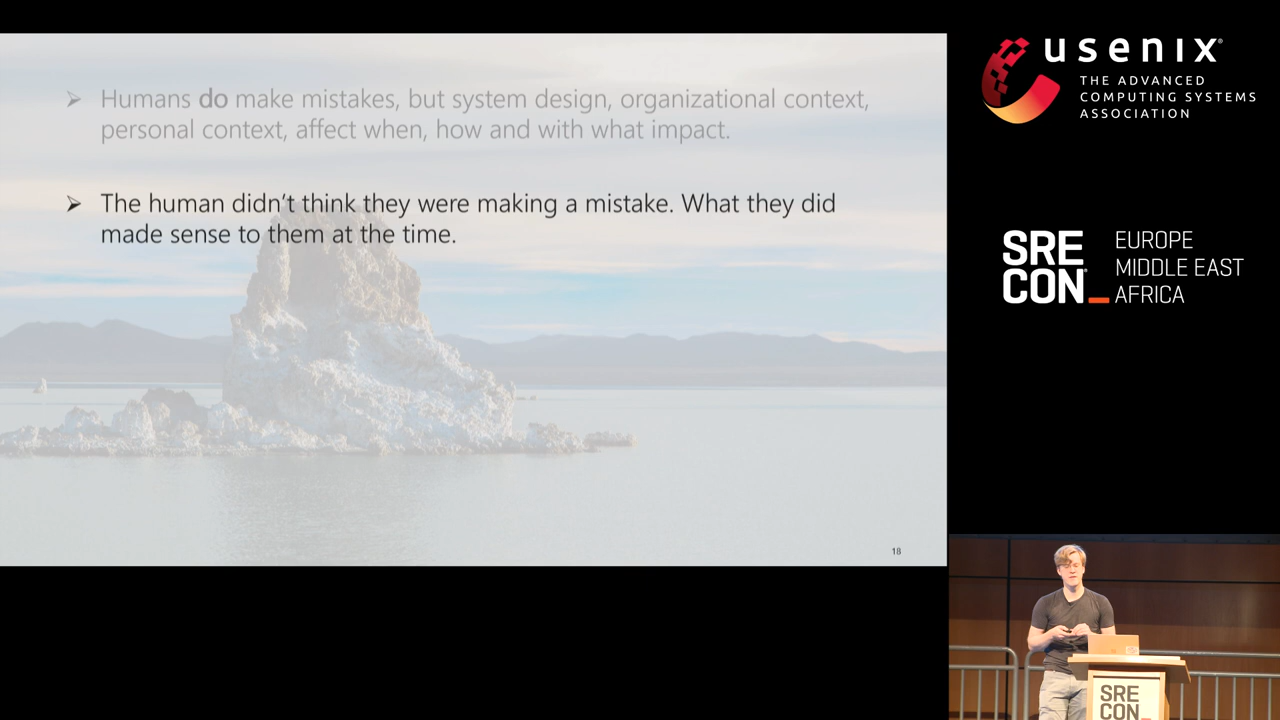 ➤ Humans do make mistakes, but system design, organizational context,
personal context, affect when, how and with what impact.
➤ The human didn't think they were making a mistake. What they did
made sense to them at the time.
18
usenix®
THE ADVANCED
COMPUTING SYSTEMS
ASSOCIATION
SRE
CON
EUROPE
MIDDLE EAST
AFRICA
SRE
CON